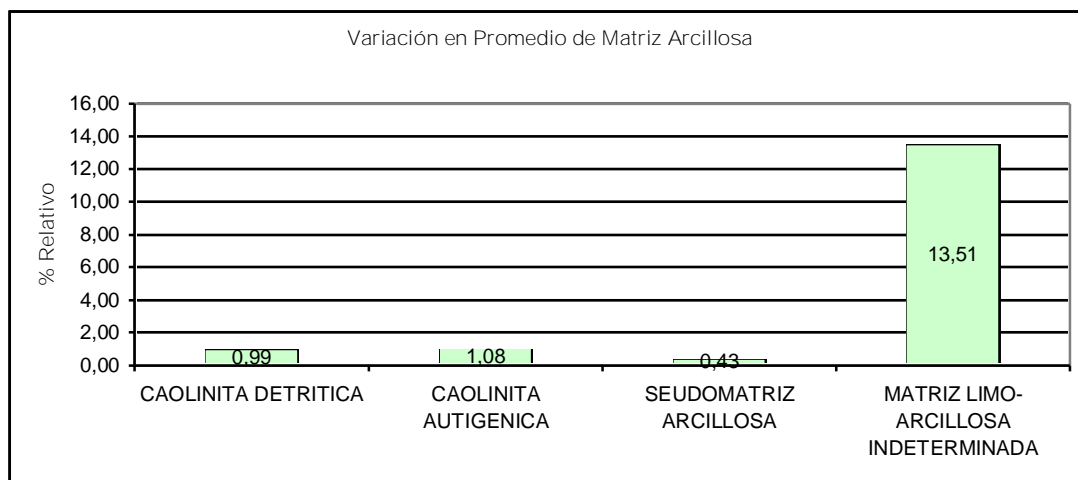 Variación en Promedio de Matriz Arcillosa
% Relativo
16,00
14,00
12,00
10,00
8,00
6,00
4,00
2,00
0,00
0,99
1,08
0,43
13,51
CAOLINITA DETRITICA
CAOLINITA
AUTIGENICA
SEUDOMATRIZ
ARCILLOSA
MATRIZ LIMO-
ARCILLOSA
INDETERMINADA